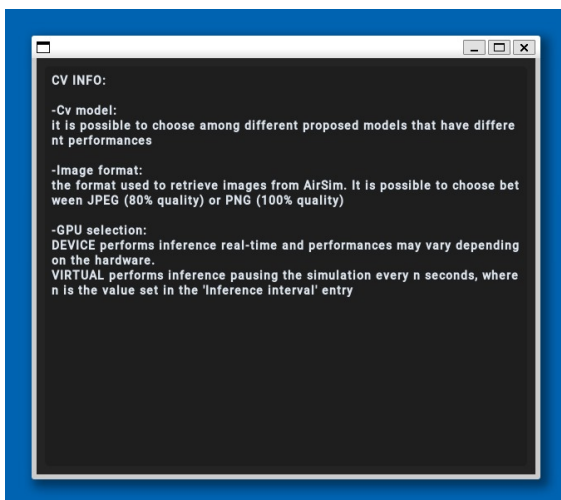 CV INFO:
-Cv model:
it is possible to choose among different proposed models that have differe
nt performances
-Image format:
the format used to retrieve images from AirSim. It is possible to choose bet
ween JPEG (80% quality) or PNG (100% quality)
-GPU selection:
DEVICE performs inference real-time and performances may vary depending
on the hardware.
VIRTUAL performs inference pausing the simulation every n seconds, where
n is the value set in the 'Inference interval' entry